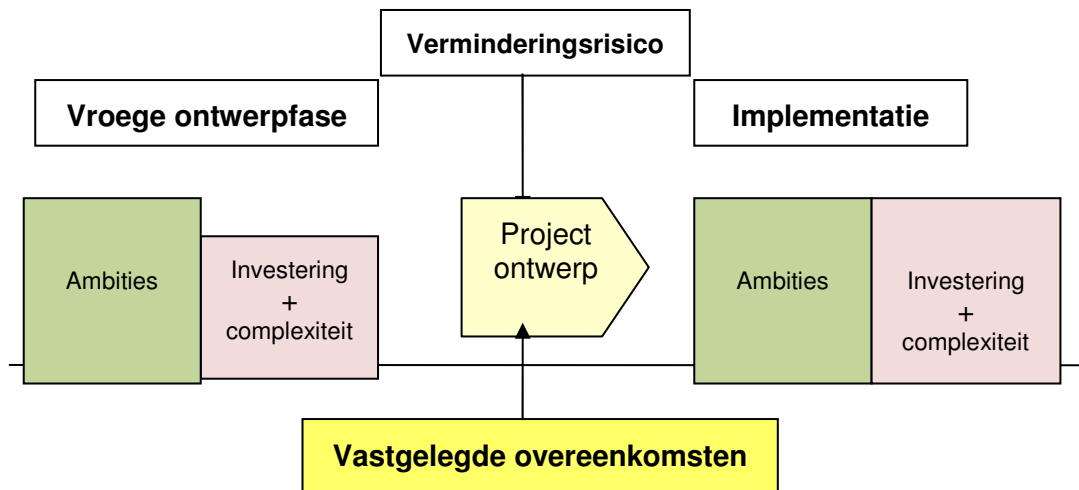 Verminderingsrisico
Vroege ontwerpfase
Implementatie
Ambities
Investering
+
complexiteit
Project
ontwerp
Ambities
Investering
+
complexiteit
Vastgelegde overeenkomsten